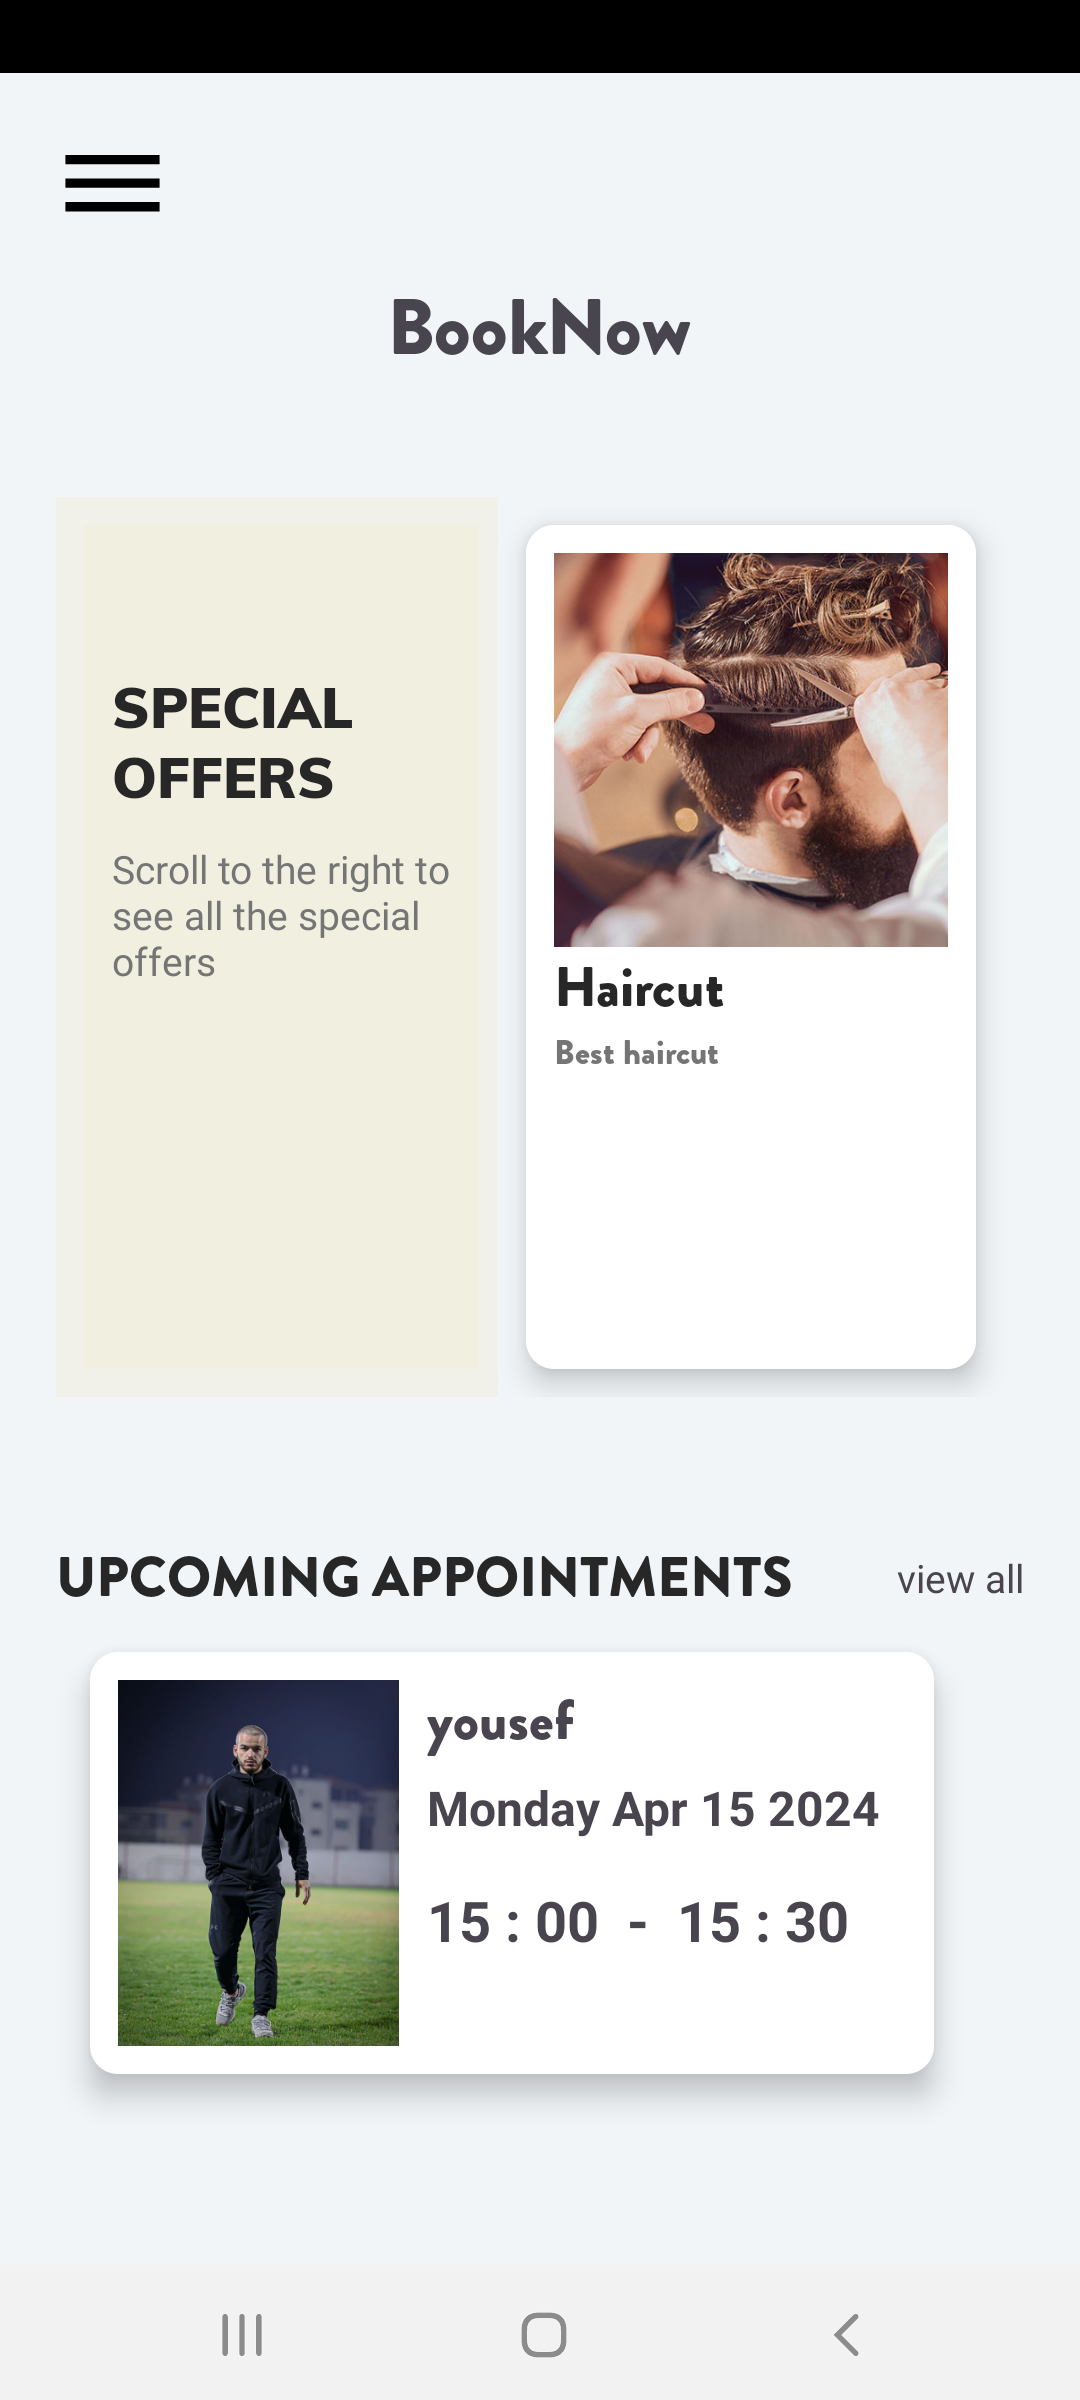 BookNow
SPECIAL
OFFERS
Scroll to the right to
see all the special
offers
Haircut
Best haircut
UPCOMING APPOINTMENTS
view all
yousef
Monday Apr 15 2024
15 : 00 - 15 : 30